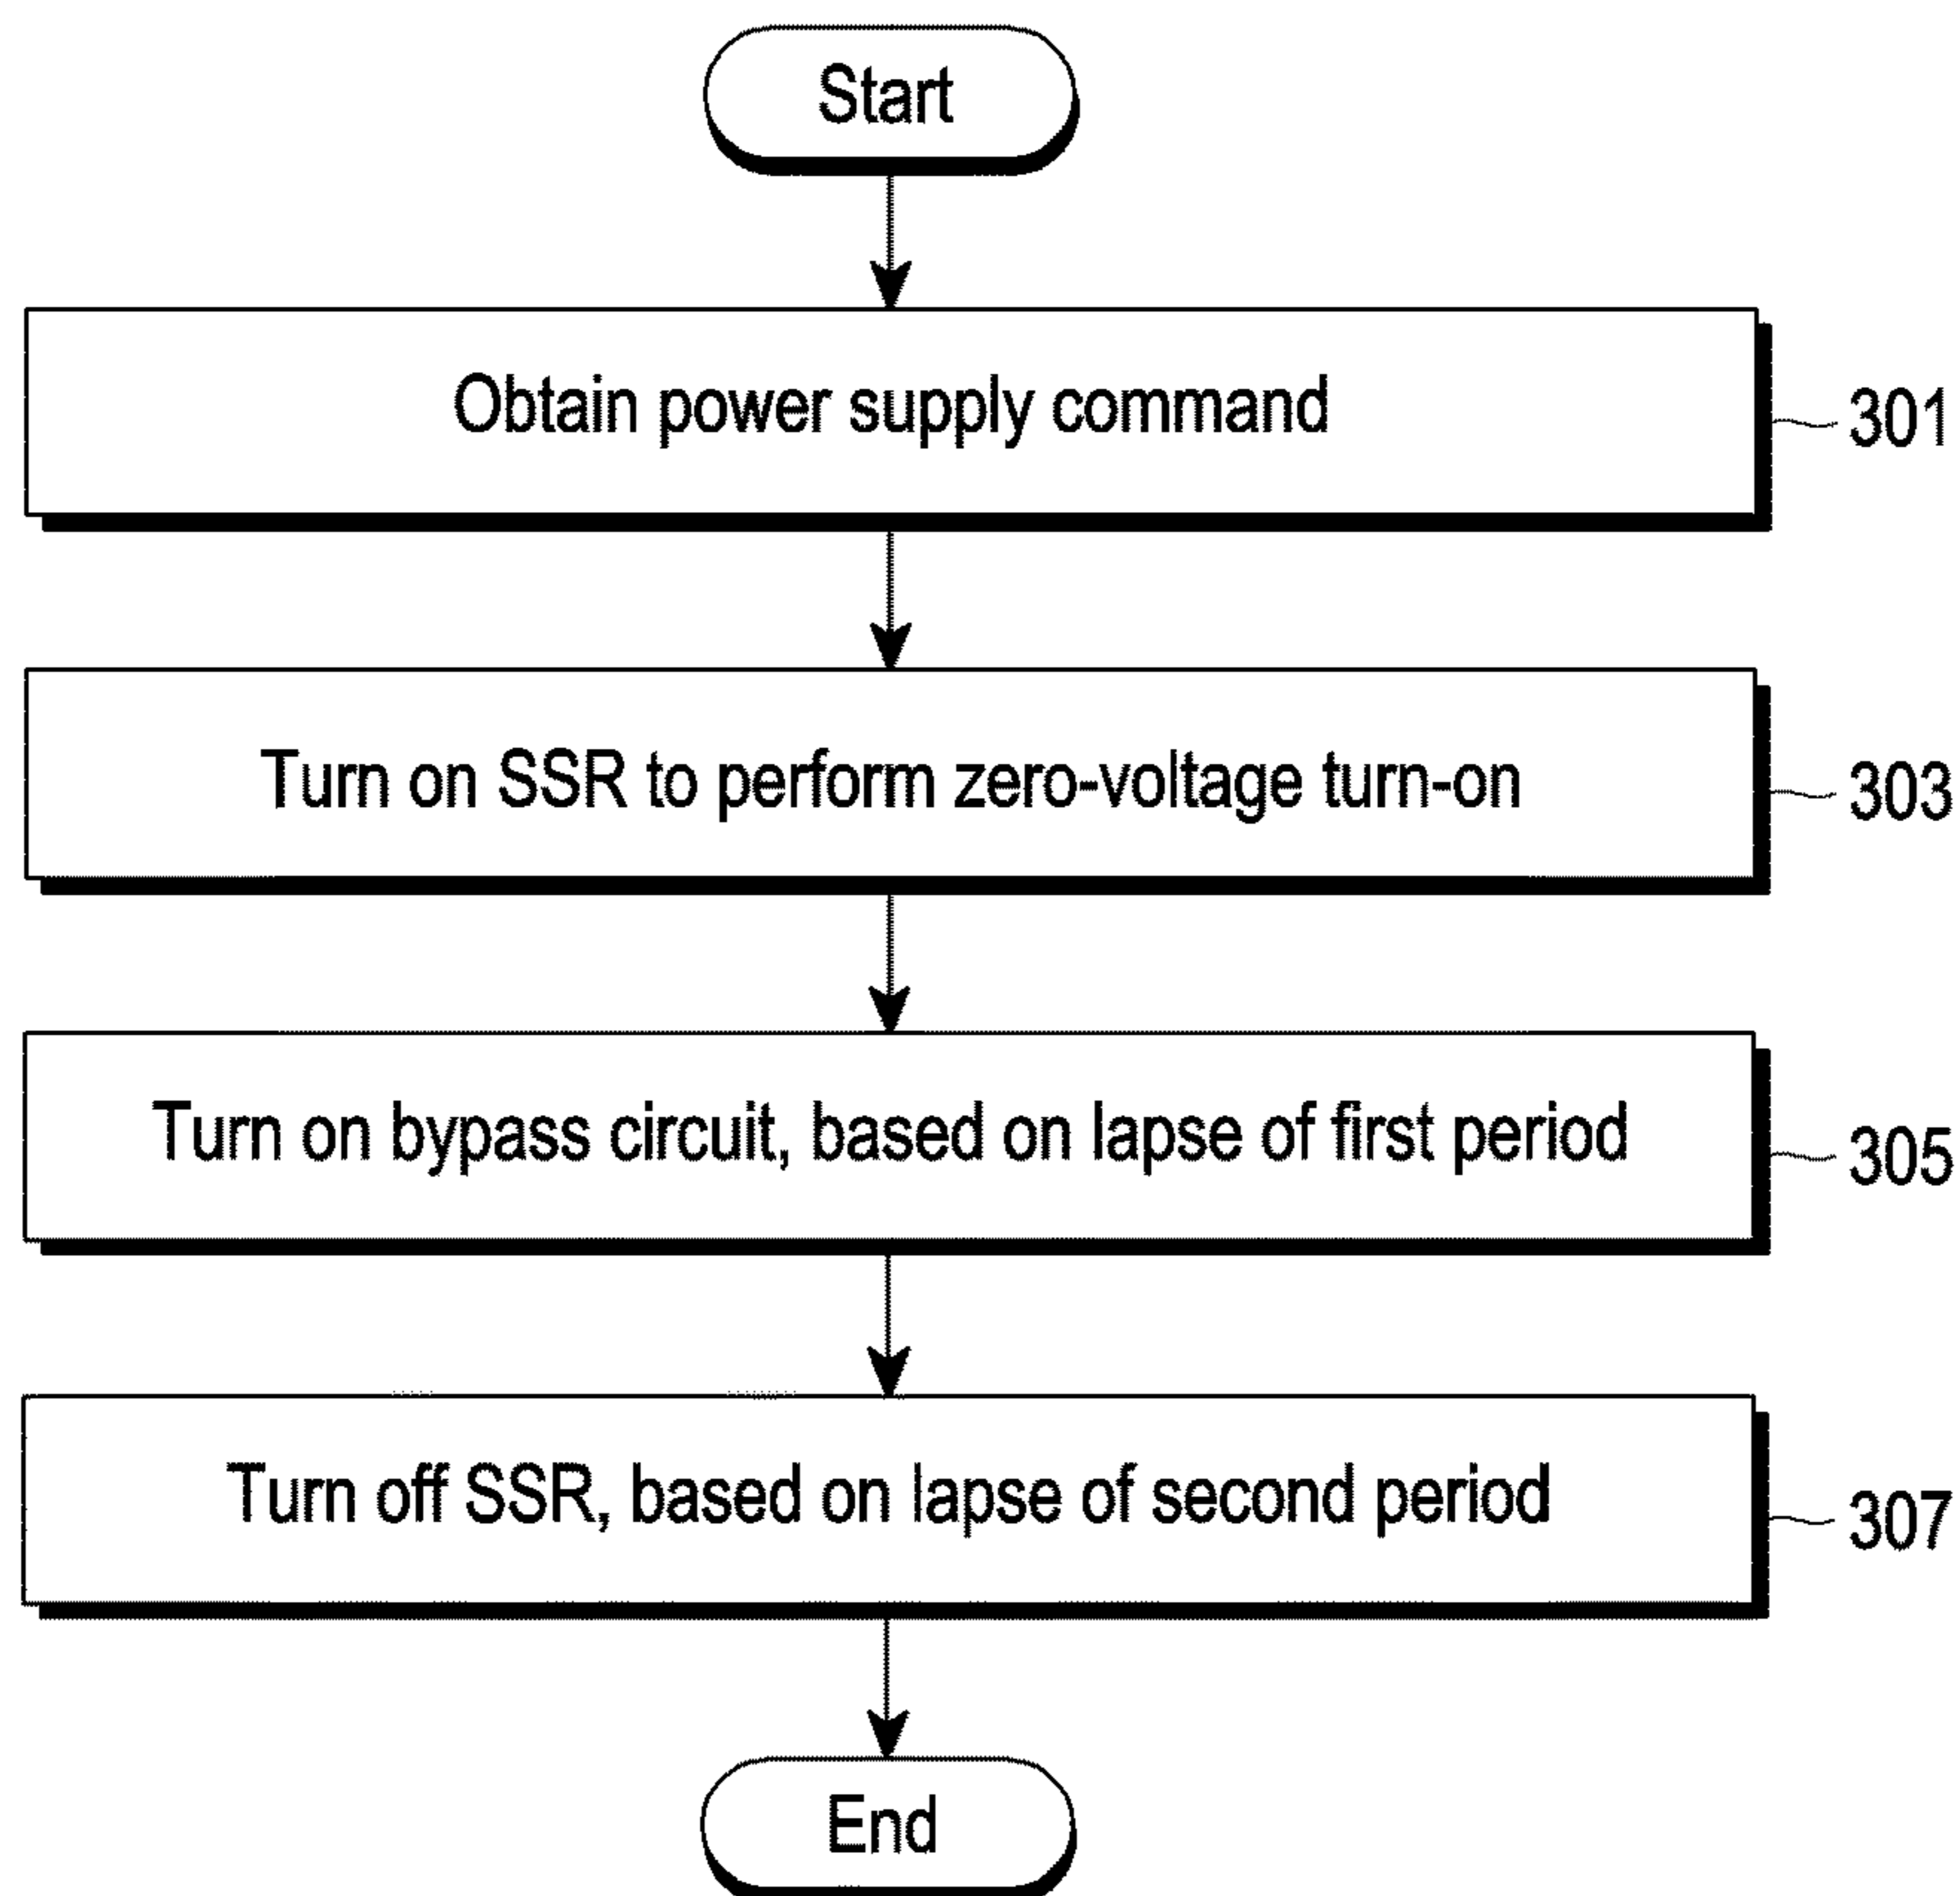 Start
Obtain power supply command
301
Turn on SSR to perform zero-voltage turn-on
303
Turn on bypass circuit, based on lapse of first period
305
Turn off SSR, based on lapse of second period
307
End